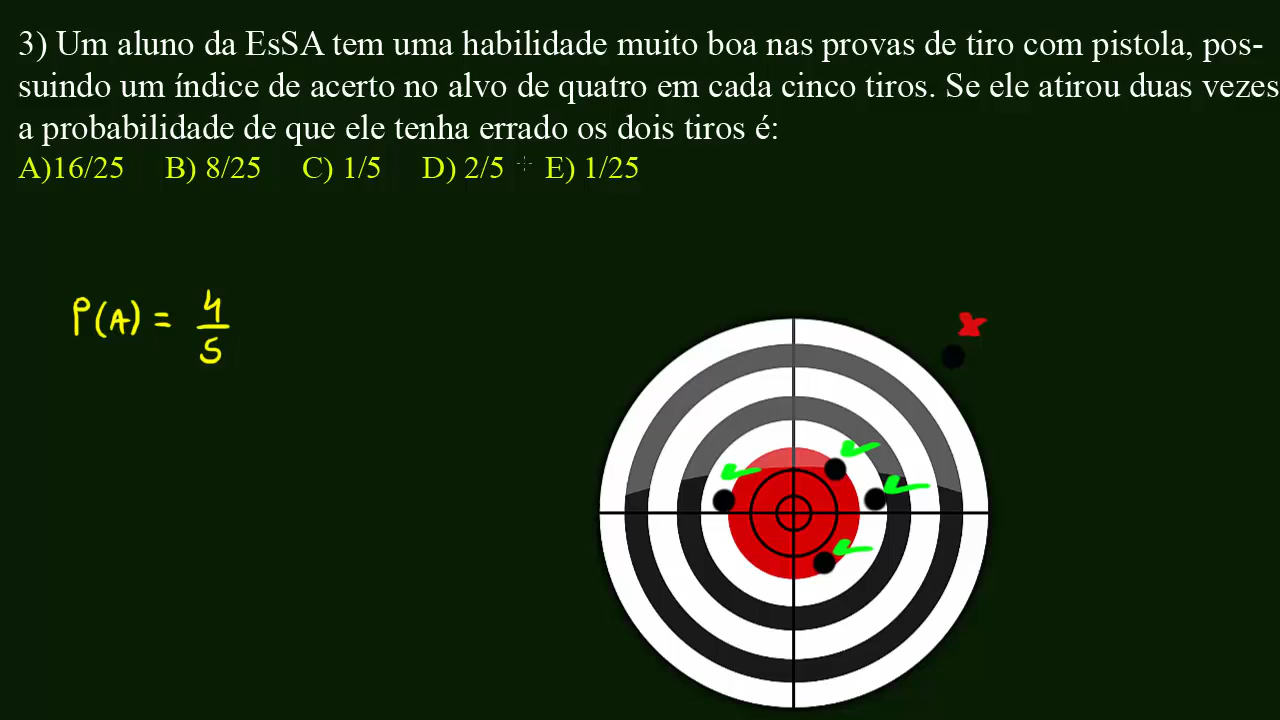 3) Um aluno da EsSA tem uma habilidade muito boa nas provas de tiro com pistola, pos-
suindo um índice de acerto no alvo de quatro em cada cinco tiros. Se ele atirou duas vezes
a probabilidade de que ele tenha errado os dois tiros é:
A)16/25 B) 8/25 C) 1/5 D) 2/5 E) 1/25
P(A) = 4/5